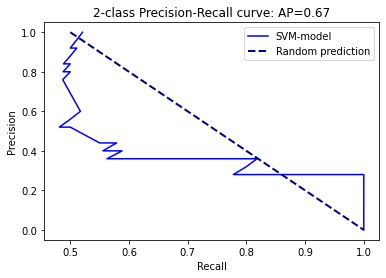 2-class Precision-Recall curve: AP=0.67
SVM-model
Random prediction
1.0
0.8
0.6
0.4
0.2
0.0
Precision
0.5
0.6
0.7
0.8
0.9
1.0
Recall